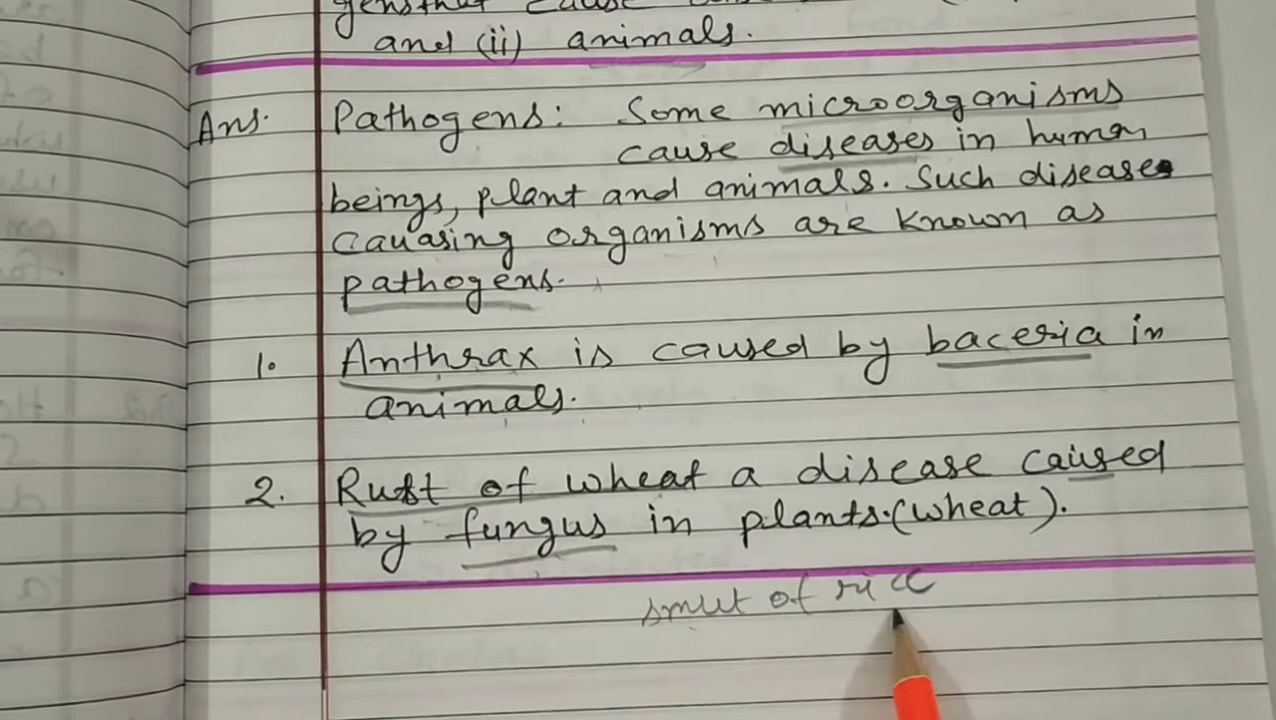 and (ii) animals.
Ans. Pathogens: Some microorganisms
cause diseases in human
beings, plant and animals. Such disease
causing organisms are known as
pathogens.
1. Anthrax is caused by baceria in
animals.
2. Rust of wheat a disease caused
by fungus in plants.(wheat).
smut of rice